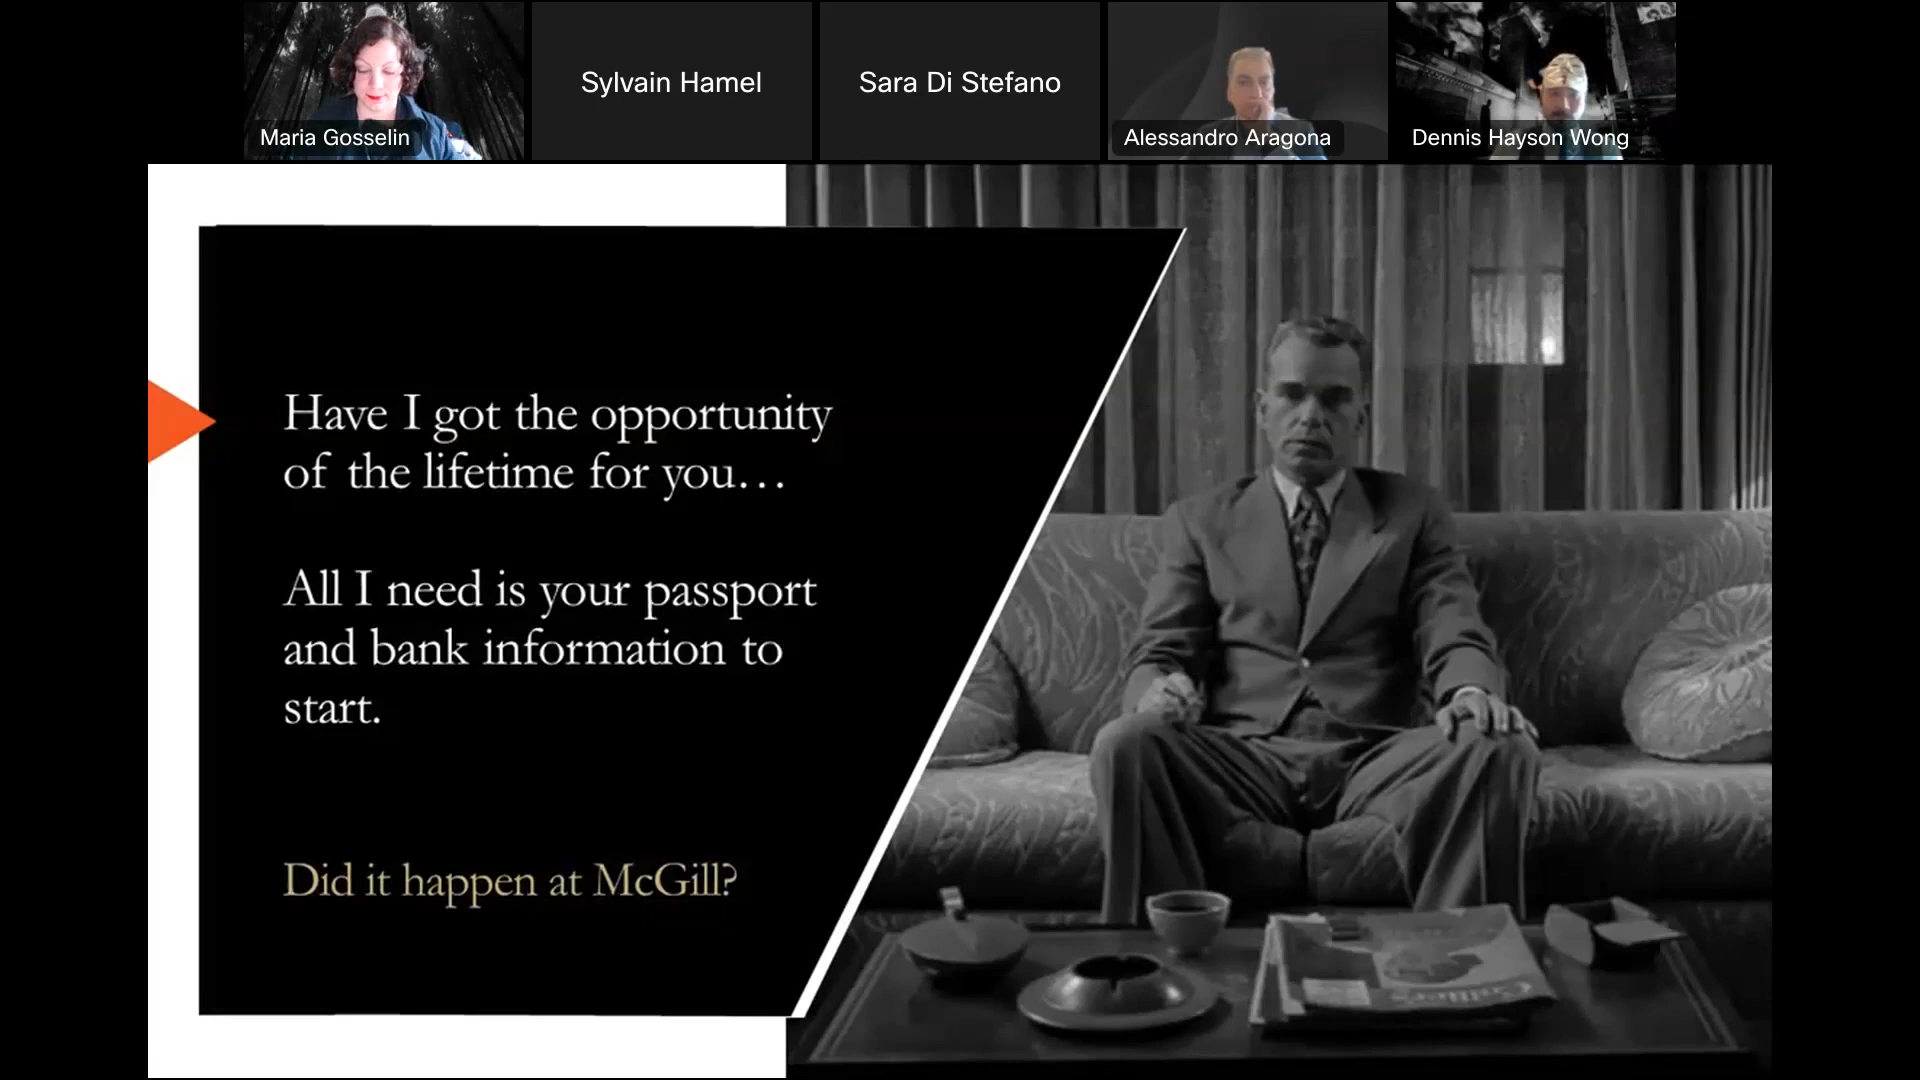 Maria Gosselin
Sylvain Hamel
Sara Di Stefano
Alessandro Aragona
Dennis Hayson Wong
Have I got the opportunity
of the lifetime for you…
All I need is your passport
and bank information to
start.
Did it happen at McGill?
Collier's